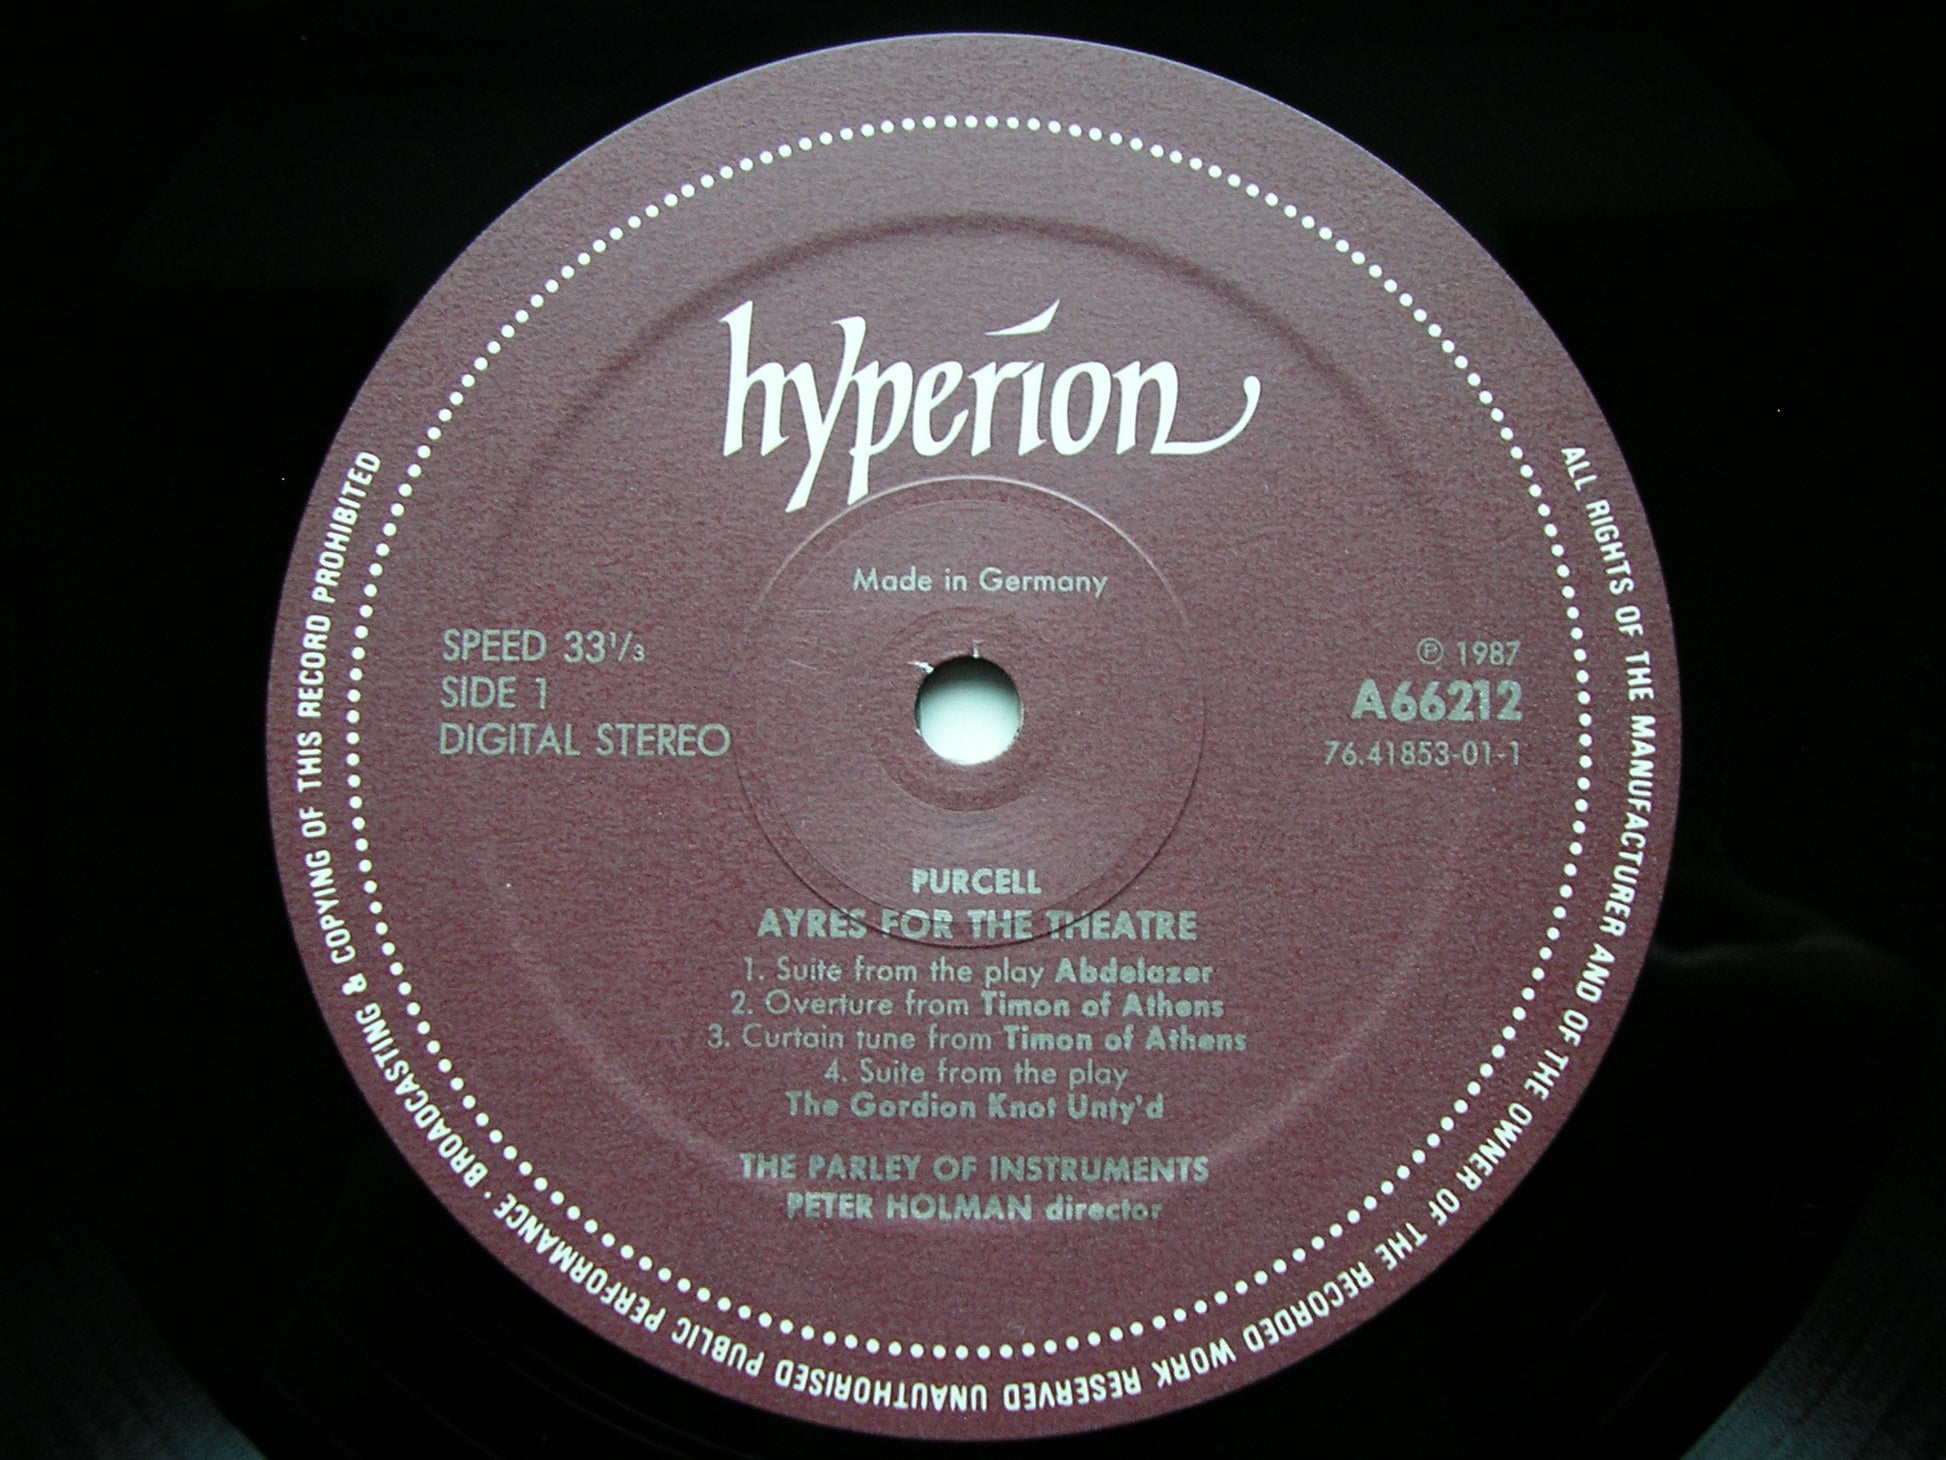 hyperion
Made in Germany
SPEED 33 1/3
SIDE 1
DIGITAL STEREO
℗ 1987
A66212
76.41853-01-1
PURCELL
AYRES FOR THE THEATRE
1. Suite from the play Abdelazer
2. Overture from Timon of Athens
3. Curtain tune from Timon of Athens
4. Suite from the play
The Gordion Knot Unty'd
THE PARLEY OF INSTRUMENTS
PETER HOLMAN director
ALL RIGHTS OF THE MANUFACTURER AND OF THE OWNER OF THE RECORDED WORK RESERVED UNAUTHORISED PUBLIC PERFORMANCE · BROADCASTING & COPYING OF THIS RECORD PROHIBITED